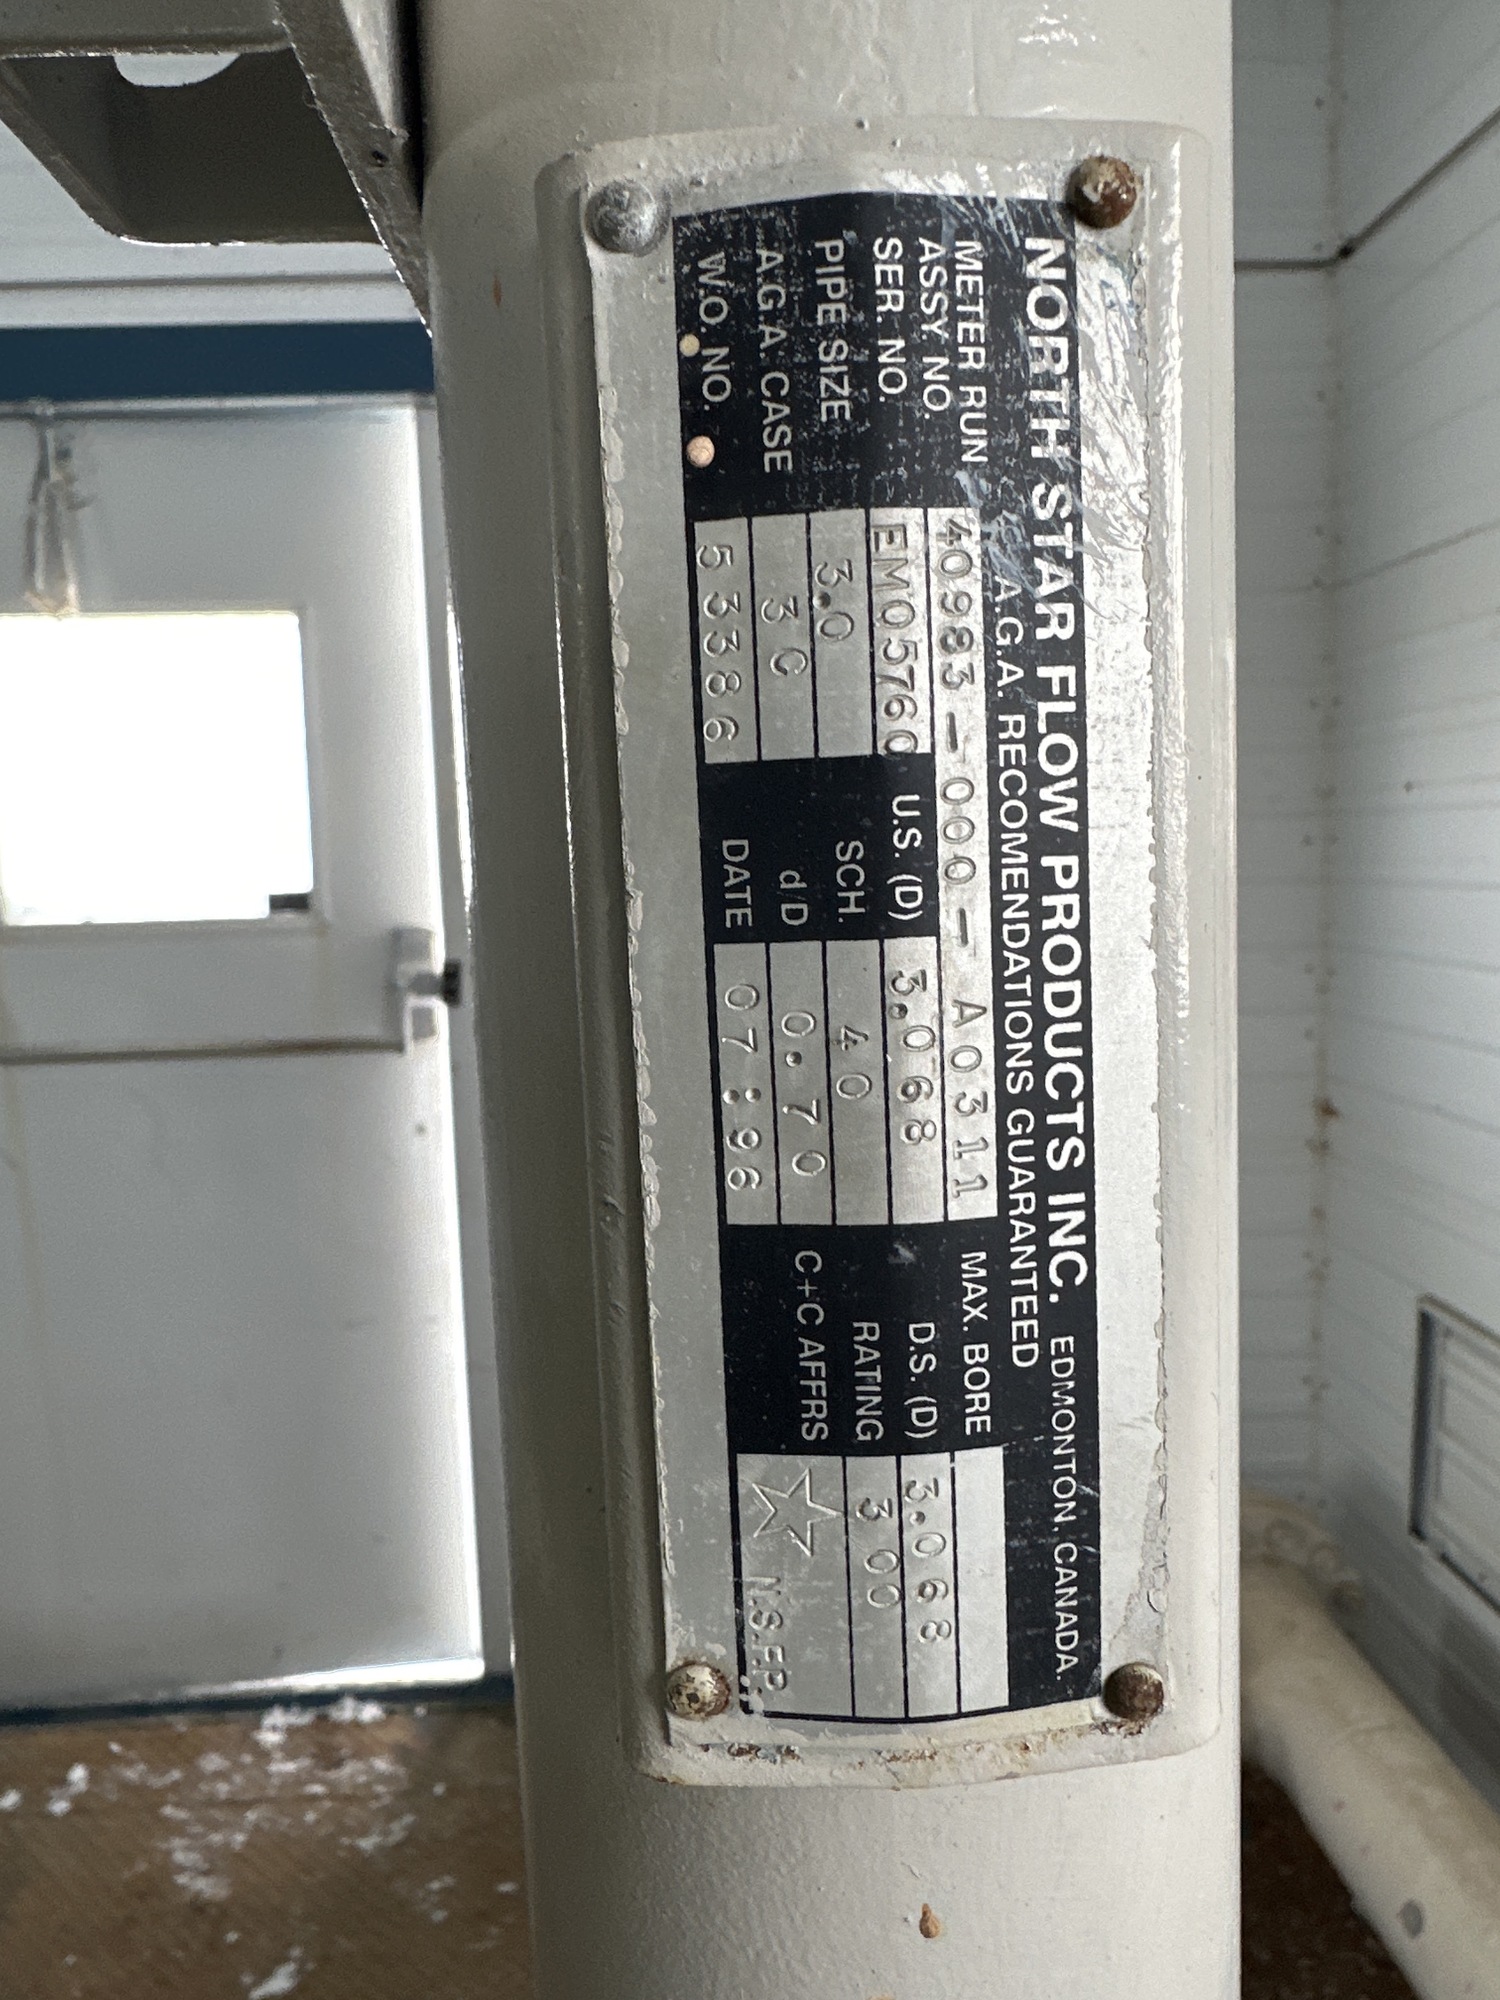 NORTH STAR FLOW PRODUCTS INC. EDMONTON, CANADA.
A.G.A. RECOMMENDATIONS GUARANTEED
METER RUN
ASSY. NO. 40983-000-A0311 MAX. BORE
SER. NO. EM05760 U.S. (D) 3.068 D.S. (D) 3.068
PIPE SIZE 3.0 SCH. 40 RATING 300
A.G.A. CASE 3C d/D 0.70 C+C AFFRS
W.O. NO. 53386 DATE 07:96 N.S.F.P.